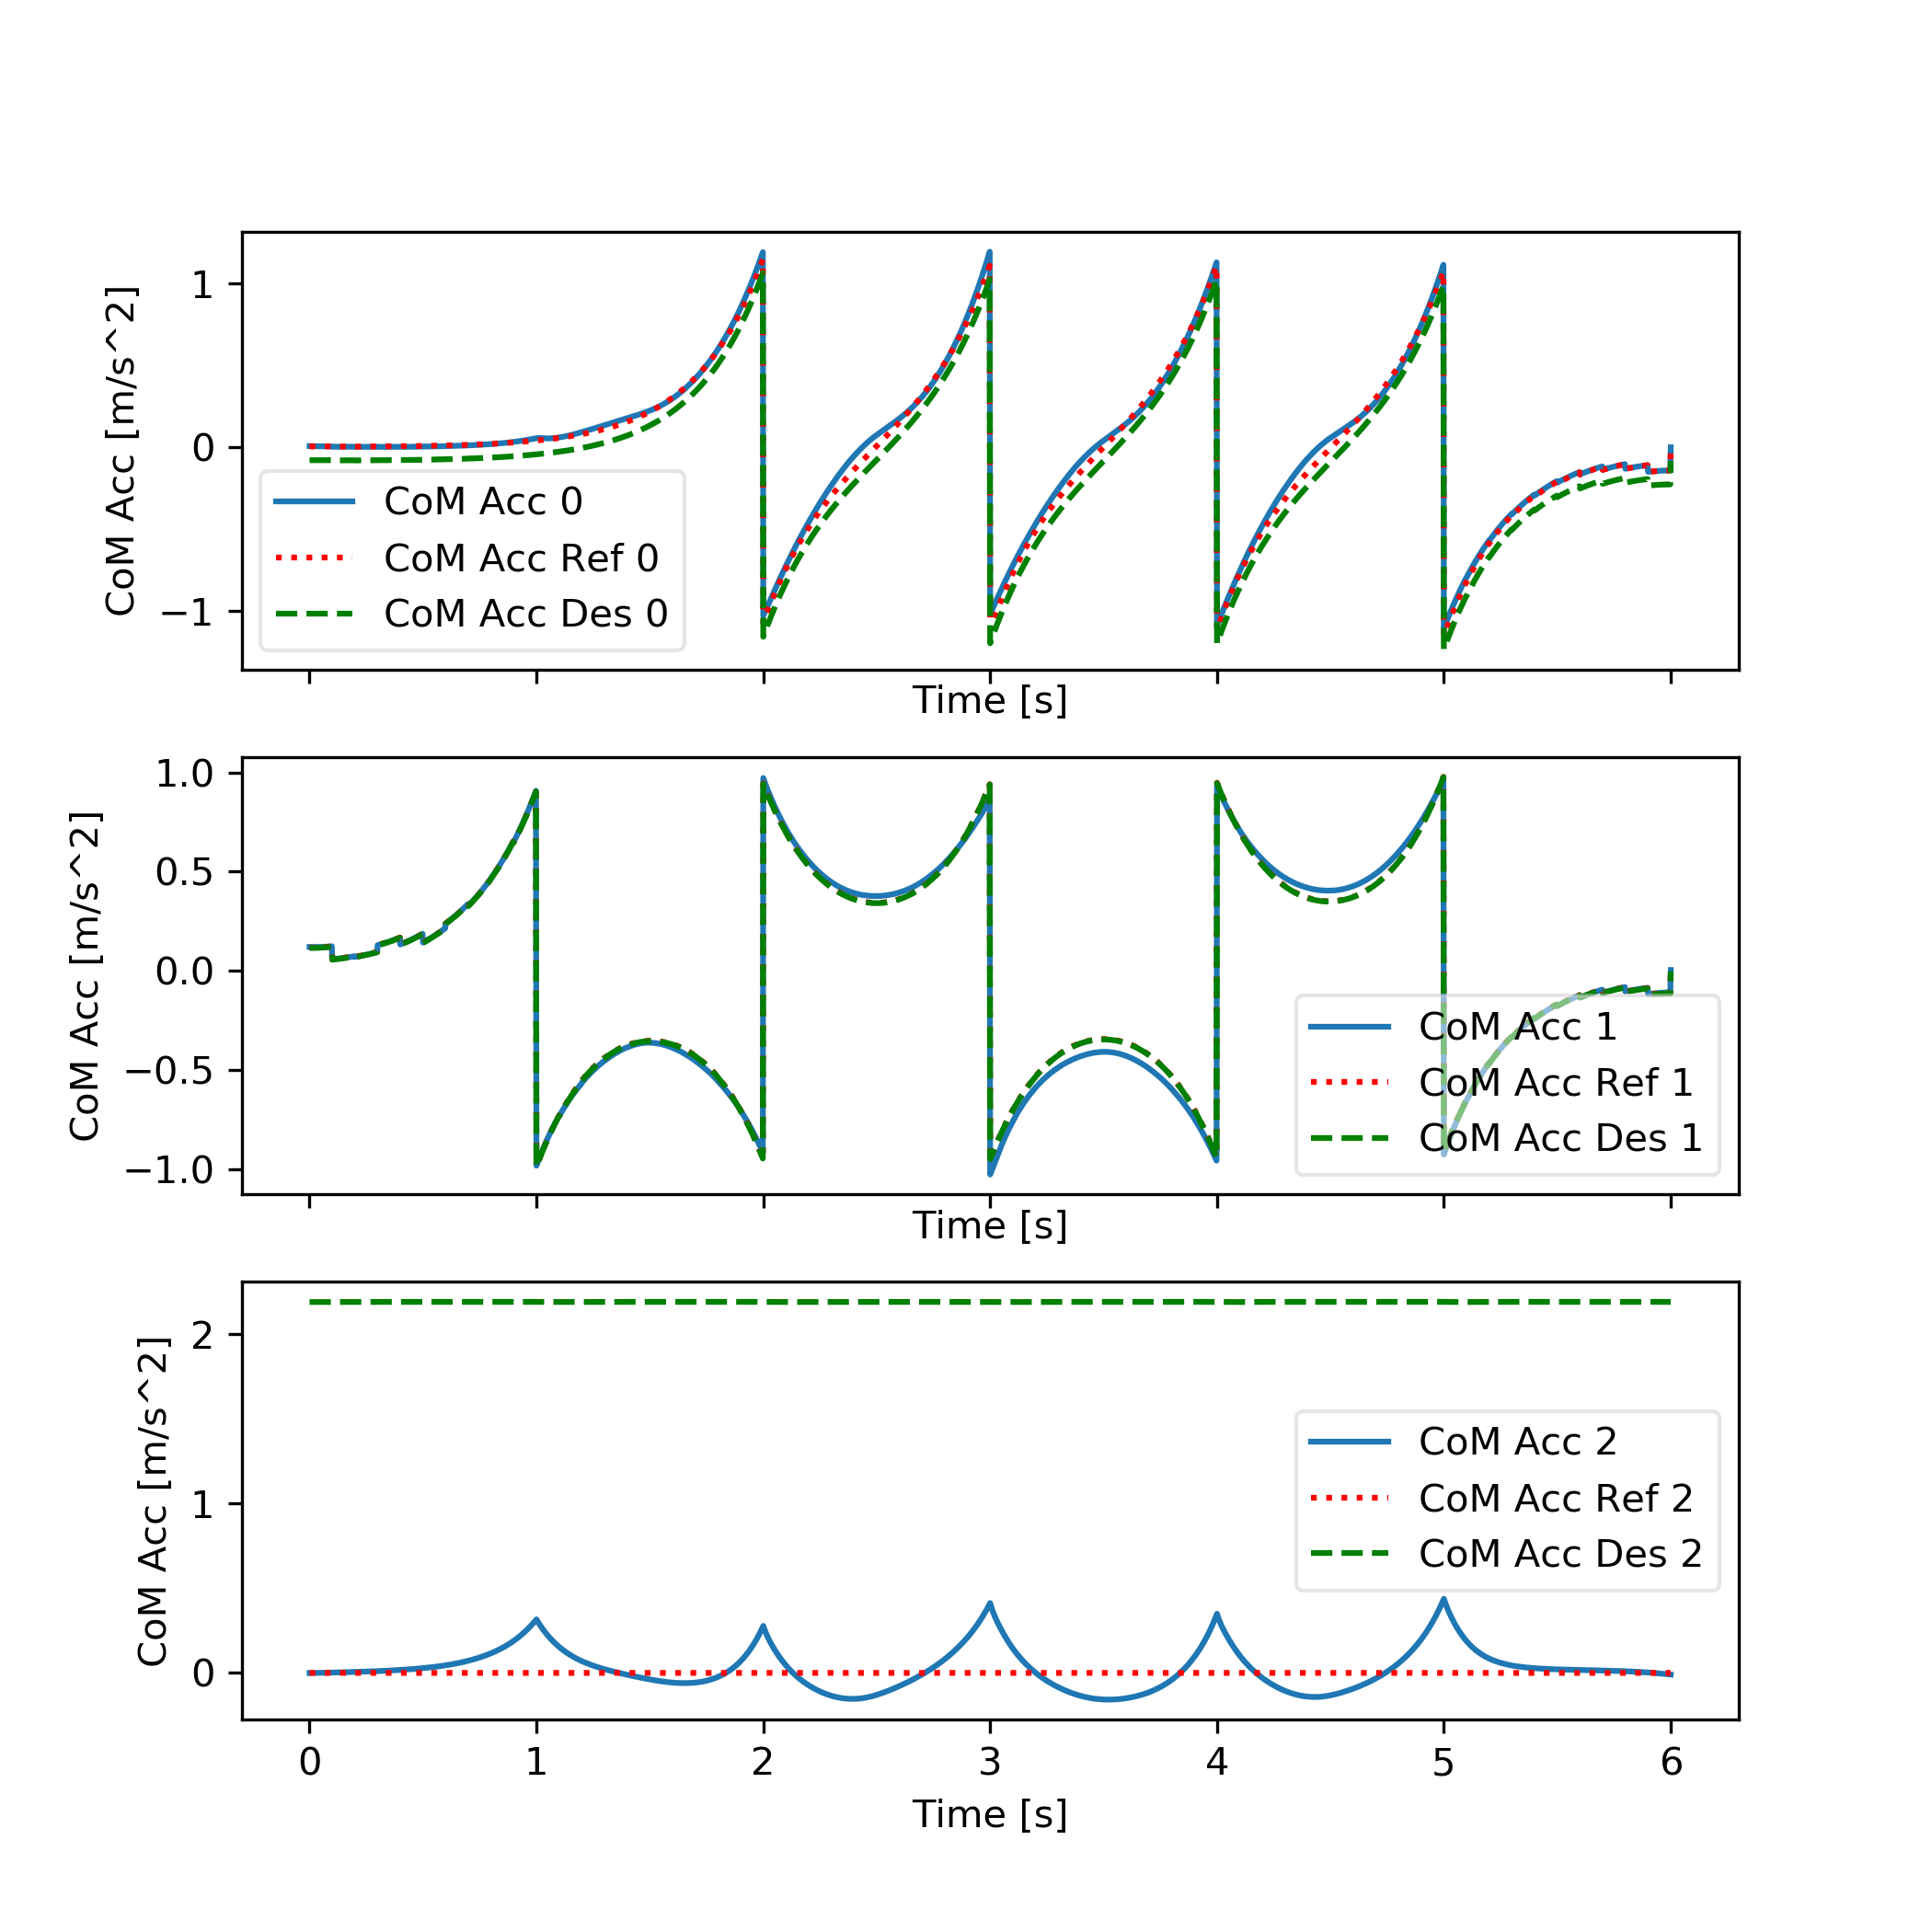 CoM Acc [m/s^2]
1
0
−1
CoM Acc 0
CoM Acc Ref 0
CoM Acc Des 0
Time [s]
CoM Acc [m/s^2]
1.0
0.5
0.0
−0.5
−1.0
CoM Acc 1
CoM Acc Ref 1
CoM Acc Des 1
Time [s]
CoM Acc [m/s^2]
2
1
0
CoM Acc 2
CoM Acc Ref 2
CoM Acc Des 2
0 1 2 3 4 5 6
Time [s]